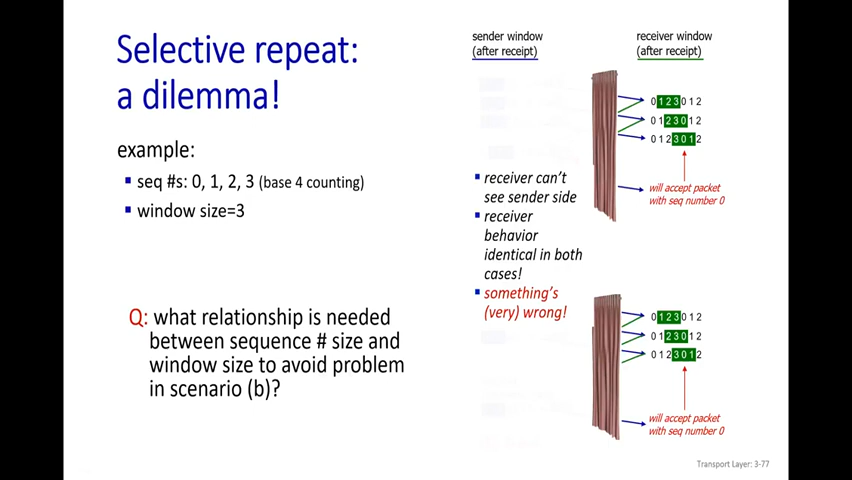 Selective repeat:
a dilemma!
example:
▪ seq #s: 0, 1, 2, 3 (base 4 counting)
▪ window size=3
Q: what relationship is needed
between sequence # size and
window size to avoid problem
in scenario (b)?
sender window
(after receipt)
▪ receiver can't
see sender side
▪ receiver
behavior
identical in both
cases!
▪ something's
(very) wrong!
receiver window
(after receipt)
0 1 2 3 0 1 2
0 1 2 3 0 1 2
0 1 2 3 0 1 2
will accept packet
with seq number 0
0 1 2 3 0 1 2
0 1 2 3 0 1 2
0 1 2 3 0 1 2
will accept packet
with seq number 0
Transport Layer: 3-77